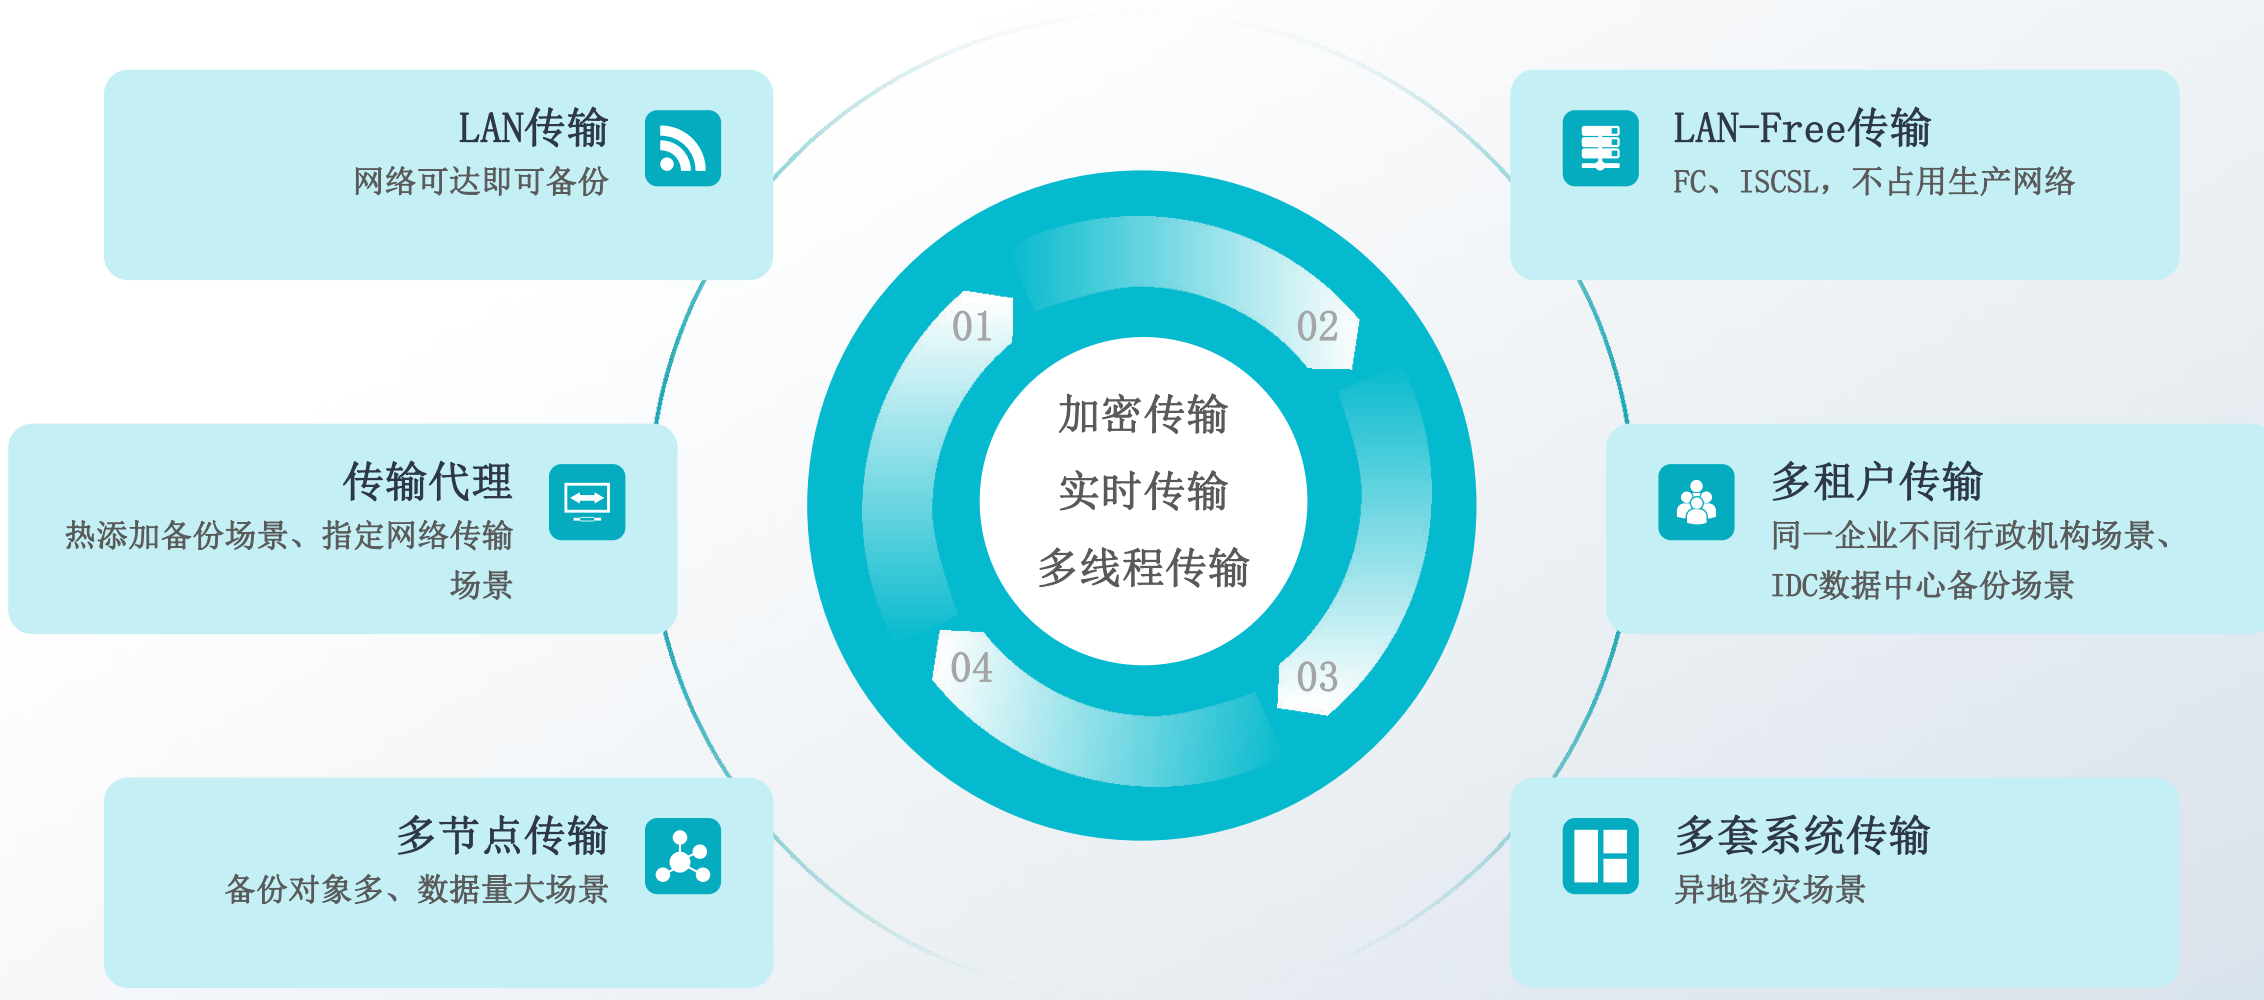 LAN传输
网络可达即可备份
传输代理
热添加备份场景、指定网络传输
场景
多节点传输
备份对象多、数据量大场景
01
02
03
04
加密传输
实时传输
多线程传输
LAN-Free传输
FC、ISCSL，不占用生产网络
多租户传输
同一企业不同行政机构场景、
IDC数据中心备份场景
多套系统传输
异地容灾场景